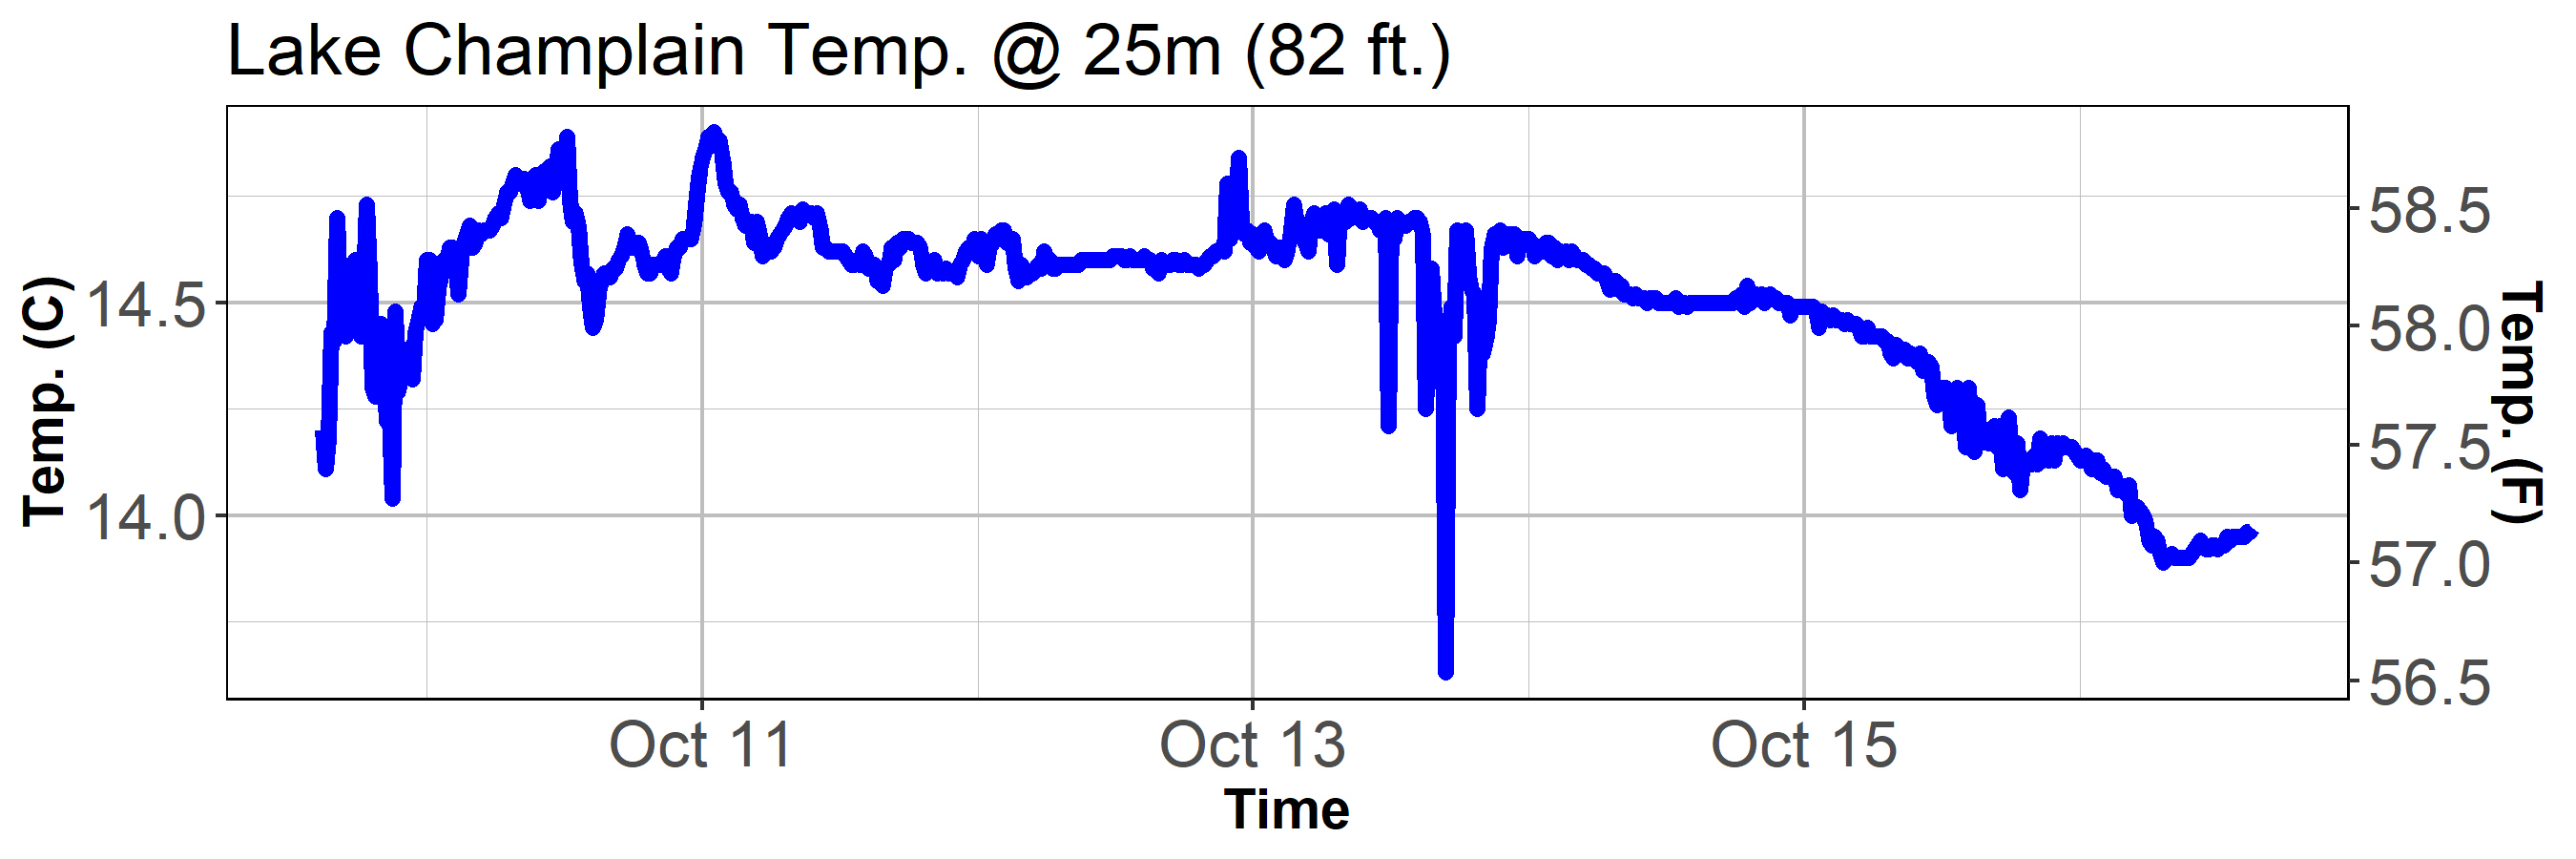 Lake Champlain Temp. @ 25m (82 ft.)
Temp. (C)
14.5
14.0
58.5
58.0
57.5
57.0
56.5
Temp. (F)
Oct 11
Oct 13
Oct 15
Time